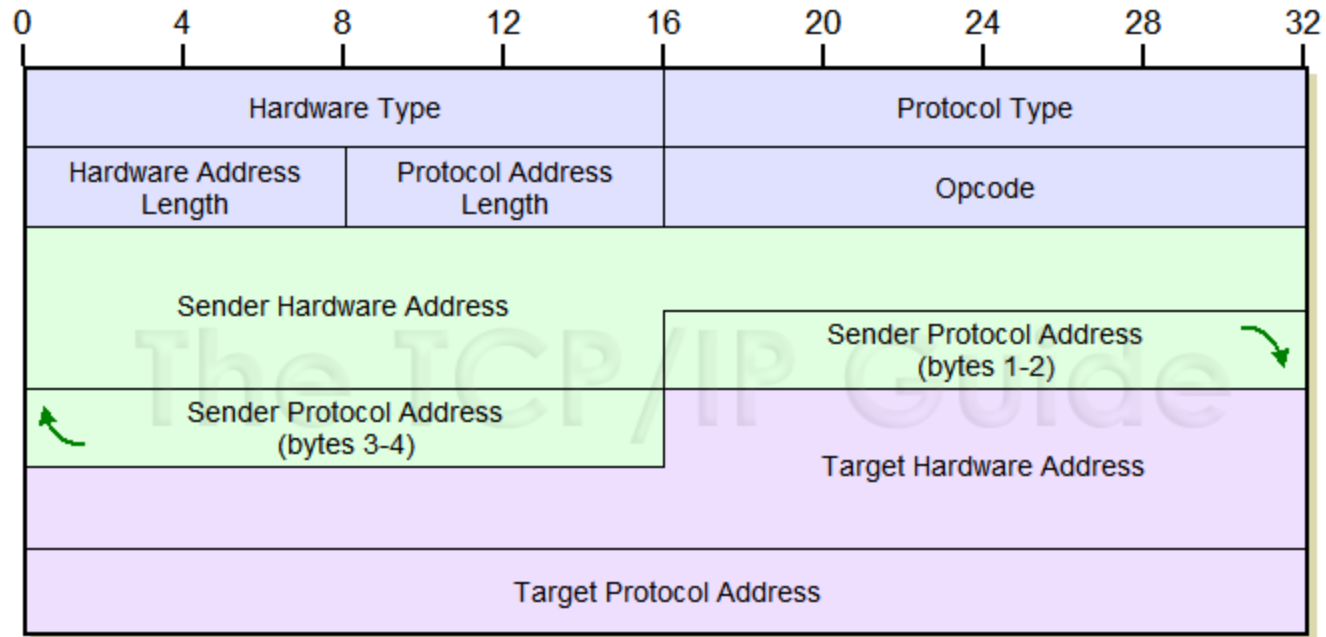 0 4 8 12 16 20 24 28 32
Hardware Type Protocol Type
Hardware Address
Length
Protocol Address
Length
Opcode
Sender Hardware Address
Sender Protocol Address
(bytes 1-2)
The TCP/IP Guide
Sender Protocol Address
(bytes 3-4)
Target Hardware Address
Target Protocol Address